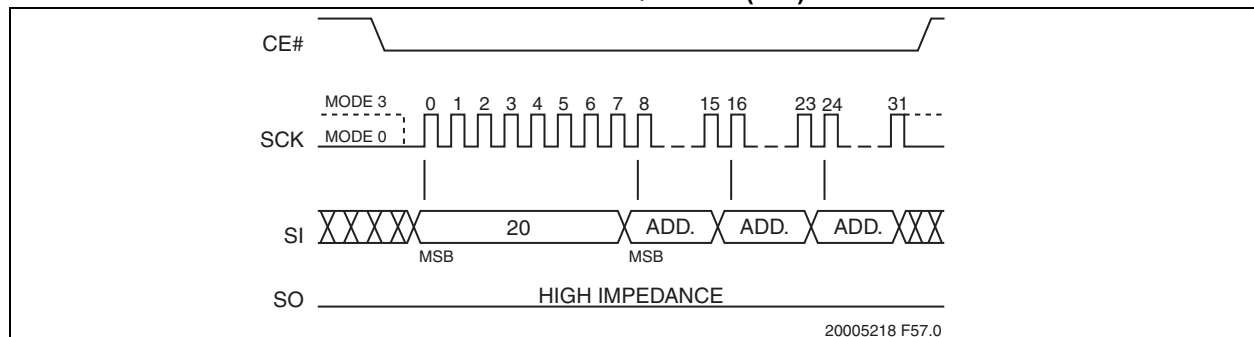 CE#
MODE 3
0 1 2 3 4 5 6 7 8 15 16 23 24 31
SCK
MODE 0
SI
20
ADD.
ADD.
ADD.
MSB
MSB
SO
HIGH IMPEDANCE
20005218 F57.0